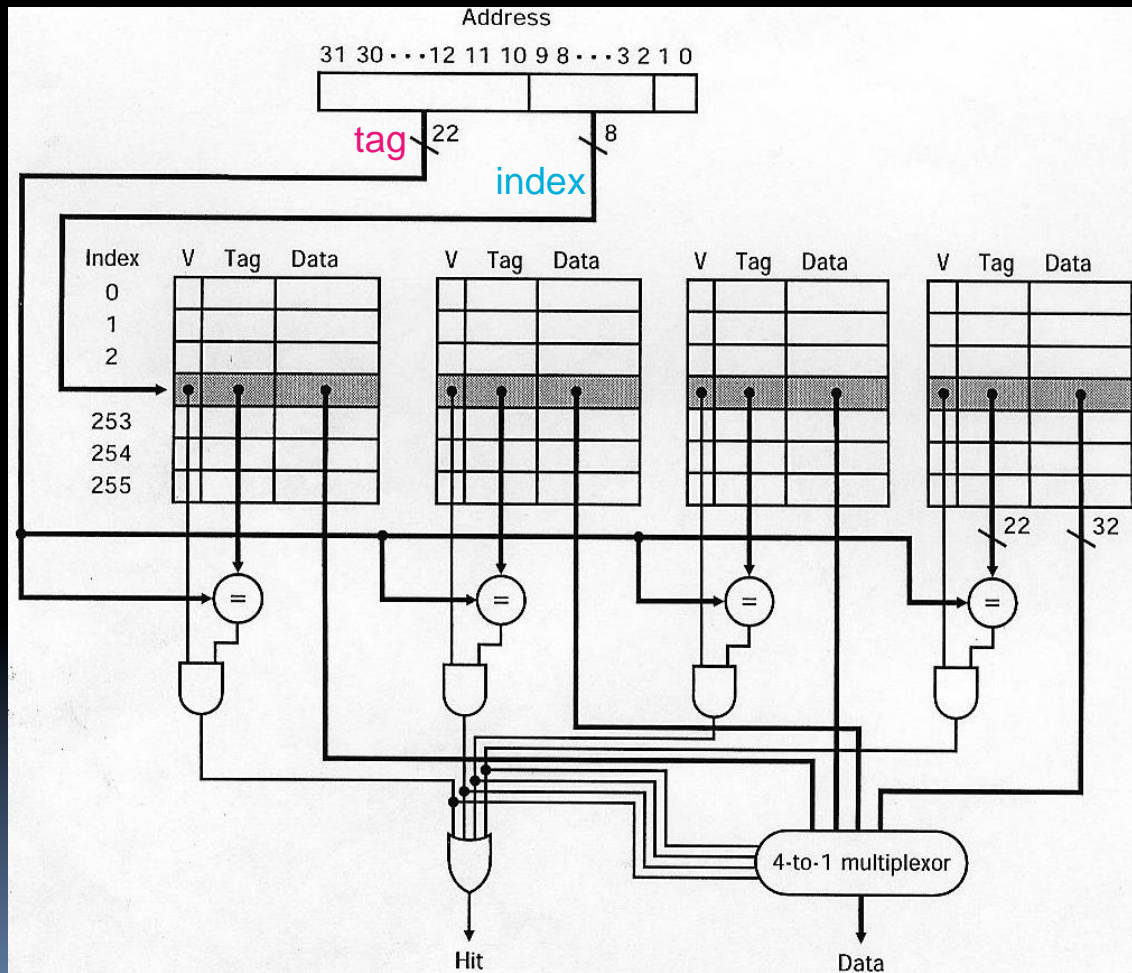 Address
31 30 ··· 12 11 10 9 8 ··· 3 2 1 0
tag 22 8
index
Index V Tag Data V Tag Data V Tag Data V Tag Data
0
1
2
253
254
255
22 32
= = = =
4-to-1 multiplexor
Hit Data